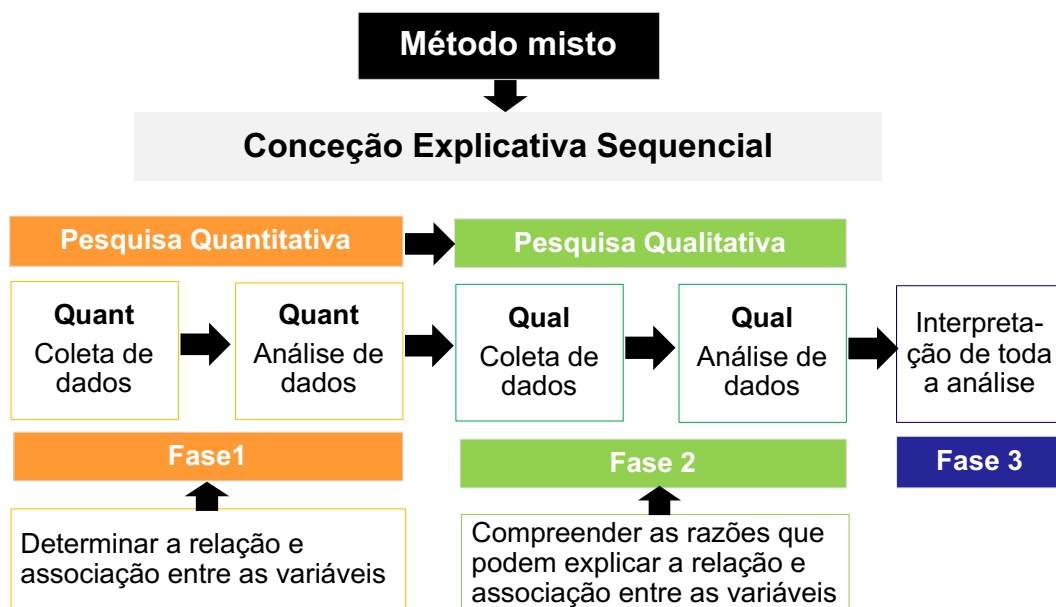 Método misto
Conceção Explicativa Sequencial
Pesquisa Quantitativa
Pesquisa Qualitativa
Quant
Coleta de
dados
Quant
Análise de
dados
Qual
Coleta de
dados
Qual
Análise de
dados
Interpreta-
ção de toda
a análise
Fase1
Fase 2
Fase 3
Determinar a relação e
associação entre as variáveis
Compreender as razões que
podem explicar a relação e
associação entre as variáveis